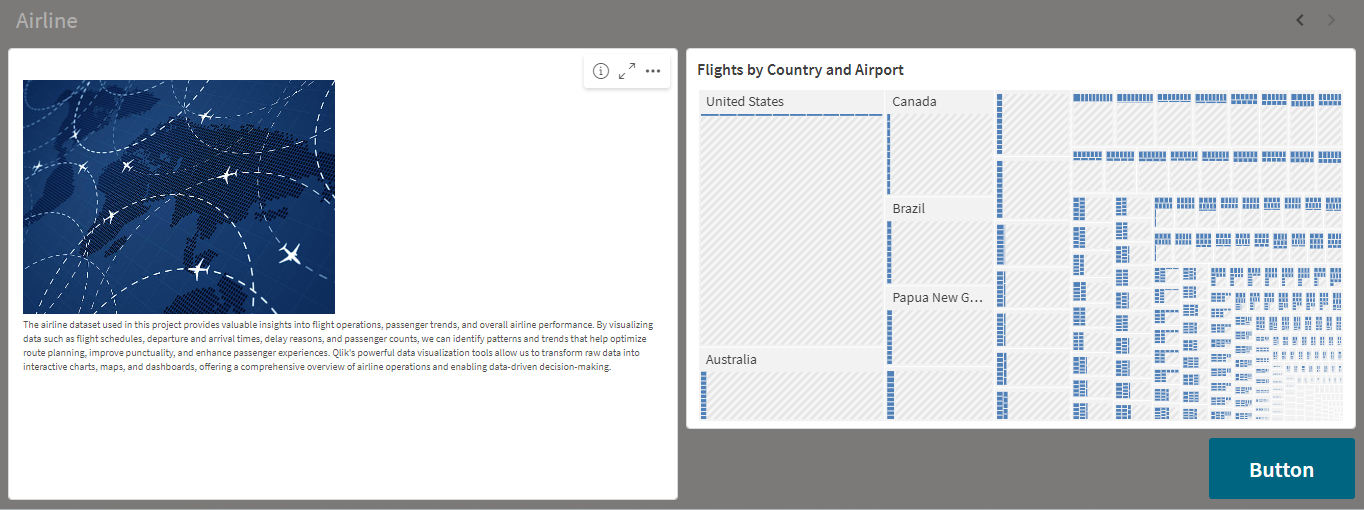 Airline
The airline dataset used in this project provides valuable insights into flight operations, passenger trends, and overall airline performance. By visualizing
data such as flight schedules, departure and arrival times, delay reasons, and passenger counts, we can identify patterns and trends that help optimize
route planning, improve punctuality, and enhance passenger experiences. Qlik's powerful data visualization tools allow us to transform raw data into
interactive charts, maps, and dashboards, offering a comprehensive overview of airline operations and enabling data-driven decision-making.
Flights by Country and Airport
United States
Canada
Brazil
Papua New G...
Australia
Button